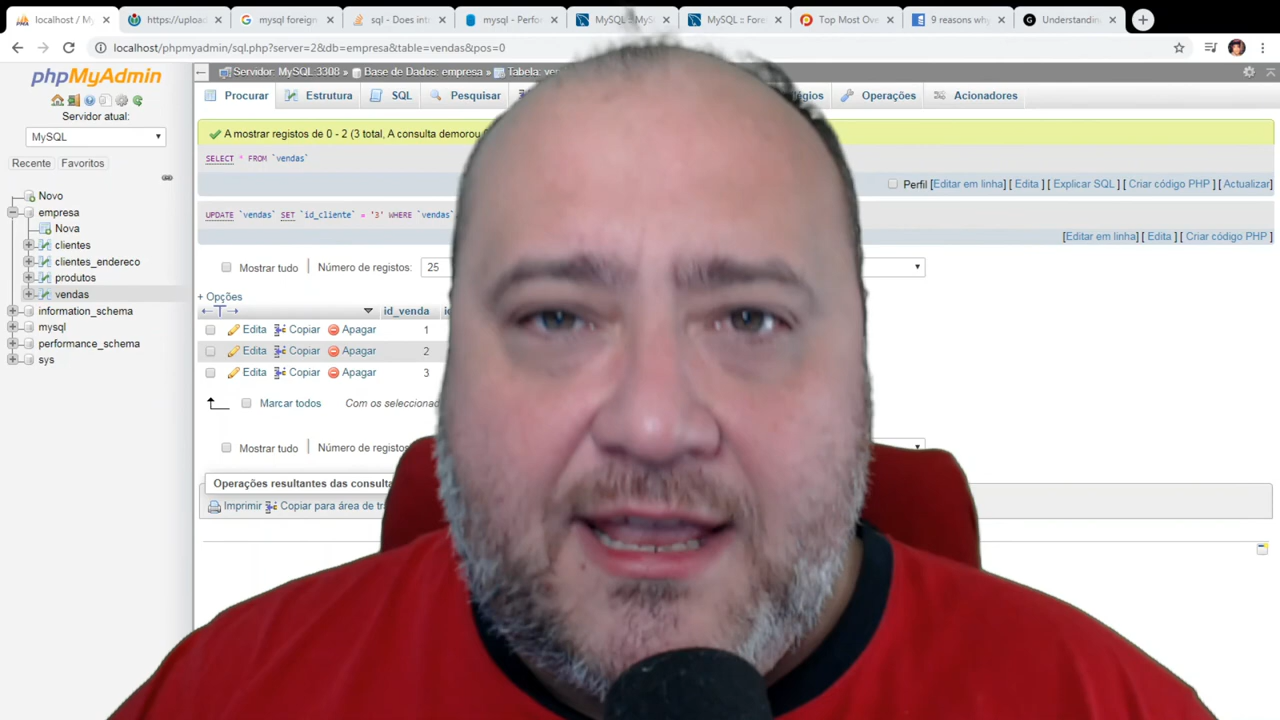 localhost / My
https://upload
mysql foreign
sql - Does int
mysql - Perfo
MySQL :: MyS
MySQL :: Fore
Top Most Ove
9 reasons why
Understanding
localhost/phpmyadmin/sql.php?server=2&db=empresa&table=vendas&pos=0
phpMyAdmin
Servidor atual:
MySQL
Recente Favoritos
Novo
empresa
Nova
clientes
clientes_endereco
produtos
vendas
information_schema
mysql
performance_schema
sys
Servidor: MySQL:3308 » Base de Dados: empresa » Tabela:
Procurar Estrutura SQL Pesquisar Operações Acionadores
A mostrar registos de 0 - 2 (3 total, A consulta demorou
SELECT * FROM `vendas`
Perfil [Editar em linha] [ Edita ] [ Explicar SQL ] [ Criar código PHP ] [ Actualizar]
UPDATE `vendas` SET `id_cliente` = '3' WHERE `vendas`
[Editar em linha] [ Edita ] [ Criar código PHP ]
Mostrar tudo Número de registos: 25
+ Opções
←T→ id_venda
Edita Copiar Apagar 1
Edita Copiar Apagar 2
Edita Copiar Apagar 3
Marcar todos Com os seleccionad
Mostrar tudo Número de registos
Operações resultantes das consulta
Imprimir Copiar para área de